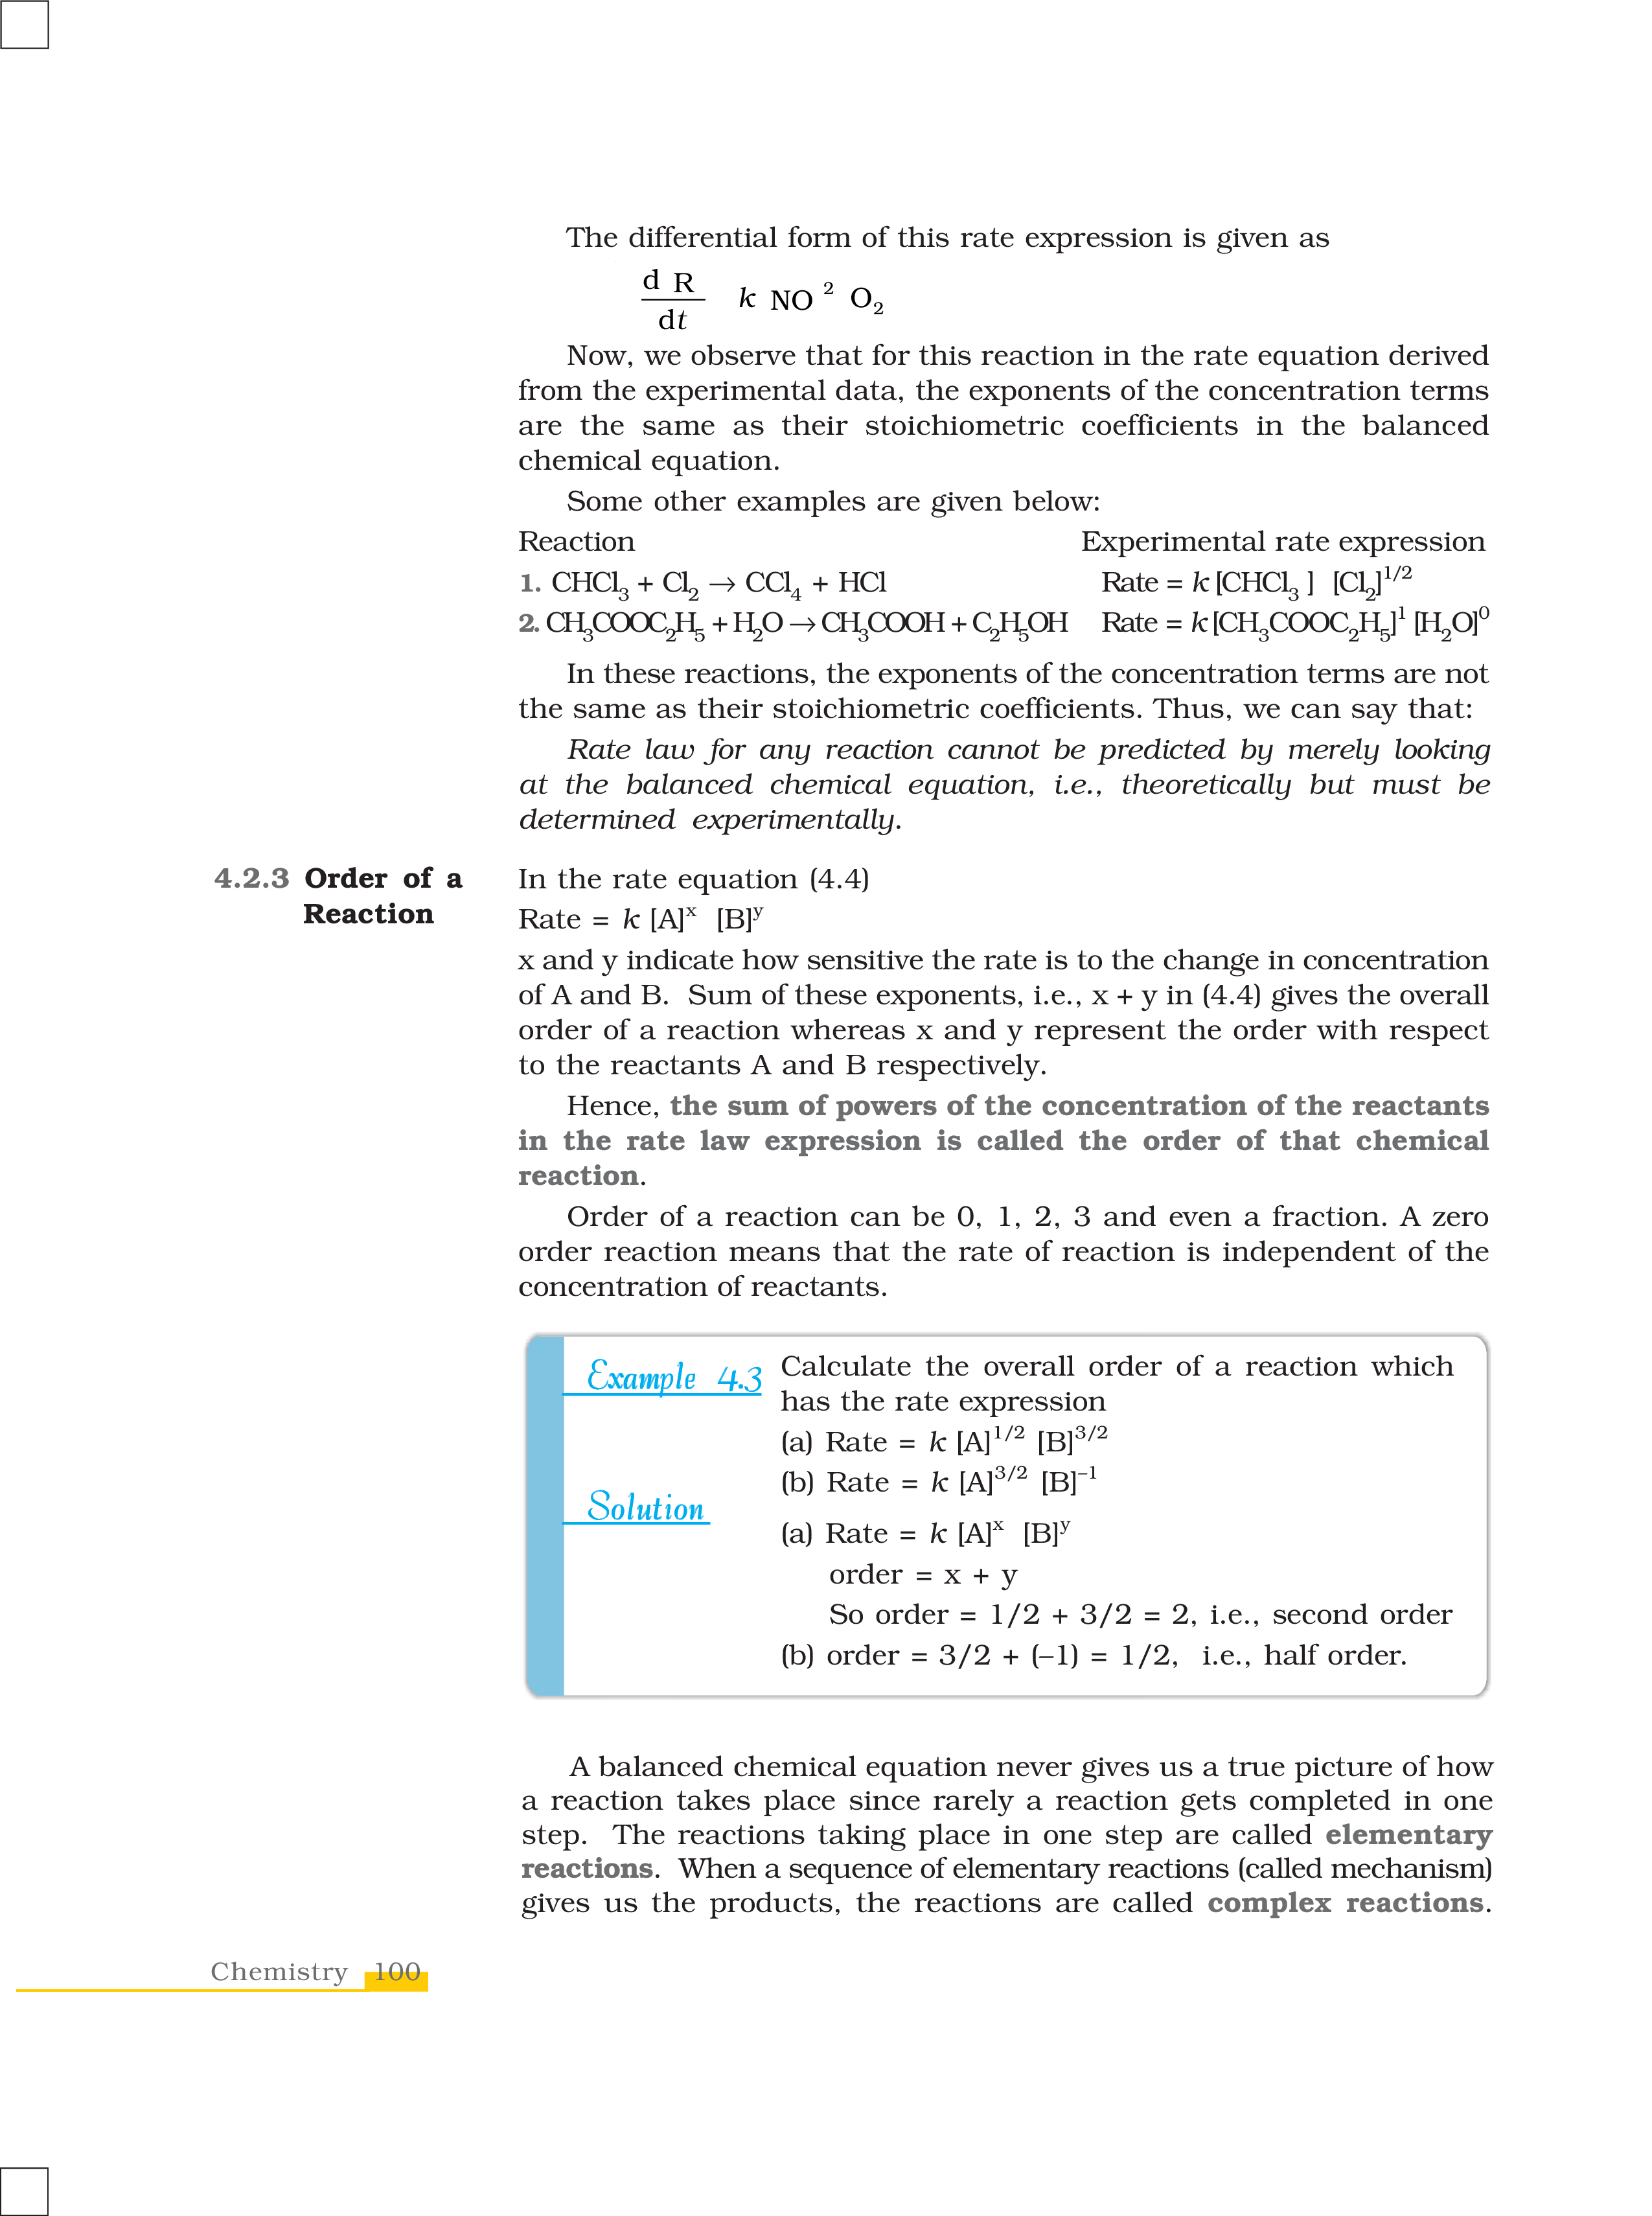 The differential form of this rate expression is given as
d R
dt
k NO ² O₂
Now, we observe that for this reaction in the rate equation derived
from the experimental data, the exponents of the concentration terms
are the same as their stoichiometric coefficients in the balanced
chemical equation.
Some other examples are given below:
Reaction Experimental rate expression
1. CHCl₃ + Cl₂ → CCl₄ + HCl Rate = k [CHCl₃ ] [Cl₂]^1/2
2. CH₃COOC₂H₅ + H₂O → CH₃COOH + C₂H₅OH Rate = k [CH₃COOC₂H₅]¹ [H₂O]⁰
In these reactions, the exponents of the concentration terms are not
the same as their stoichiometric coefficients. Thus, we can say that:
Rate law for any reaction cannot be predicted by merely looking
at the balanced chemical equation, i.e., theoretically but must be
determined experimentally.
4.2.3 Order of a
Reaction
In the rate equation (4.4)
Rate = k [A]ˣ [B]ʸ
x and y indicate how sensitive the rate is to the change in concentration
of A and B. Sum of these exponents, i.e., x + y in (4.4) gives the overall
order of a reaction whereas x and y represent the order with respect
to the reactants A and B respectively.
Hence, the sum of powers of the concentration of the reactants
in the rate law expression is called the order of that chemical
reaction.
Order of a reaction can be 0, 1, 2, 3 and even a fraction. A zero
order reaction means that the rate of reaction is independent of the
concentration of reactants.
Example 4.3
Calculate the overall order of a reaction which
has the rate expression
(a) Rate = k [A]^1/2 [B]^3/2
(b) Rate = k [A]^3/2 [B]⁻¹
Solution
(a) Rate = k [A]ˣ [B]ʸ
order = x + y
So order = 1/2 + 3/2 = 2, i.e., second order
(b) order = 3/2 + (–1) = 1/2, i.e., half order.
A balanced chemical equation never gives us a true picture of how
a reaction takes place since rarely a reaction gets completed in one
step. The reactions taking place in one step are called elementary
reactions. When a sequence of elementary reactions (called mechanism)
gives us the products, the reactions are called complex reactions.
Chemistry 100